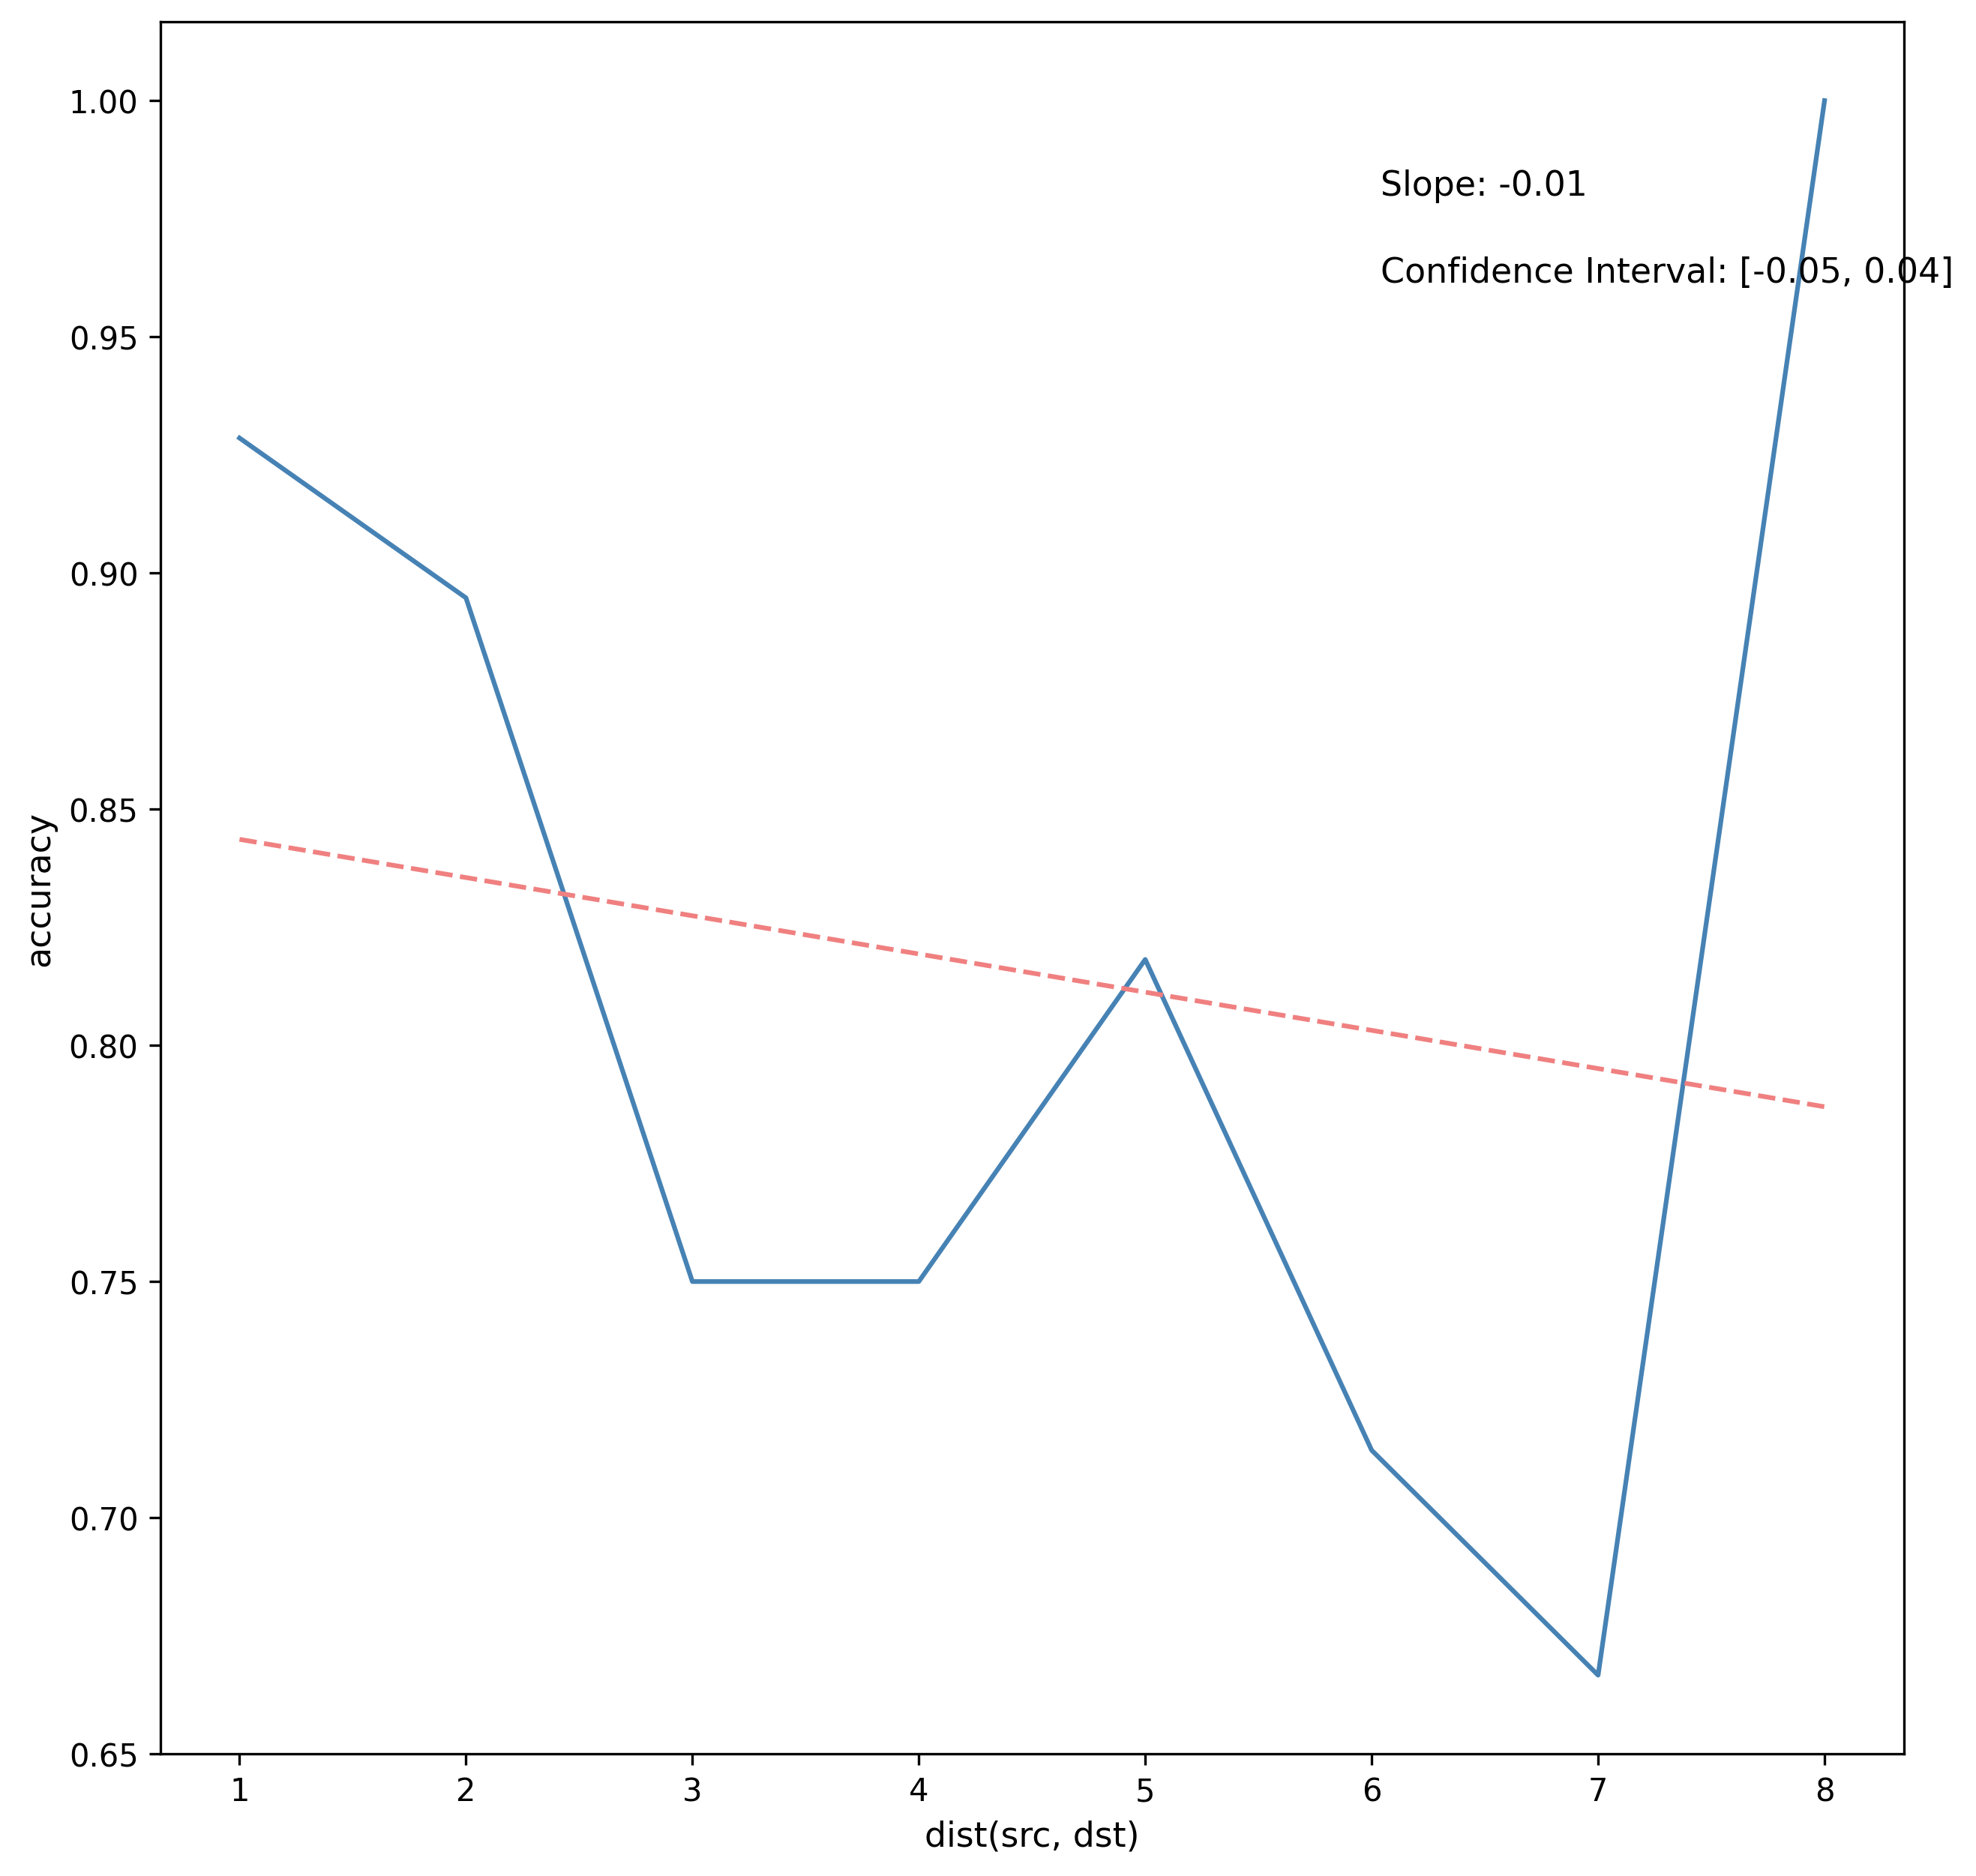 1.00
0.95
0.90
0.85
0.80
0.75
0.70
0.65
accuracy
Slope: -0.01
Confidence Interval: [-0.05, 0.04]
1 2 3 4 5 6 7 8
dist(src, dst)